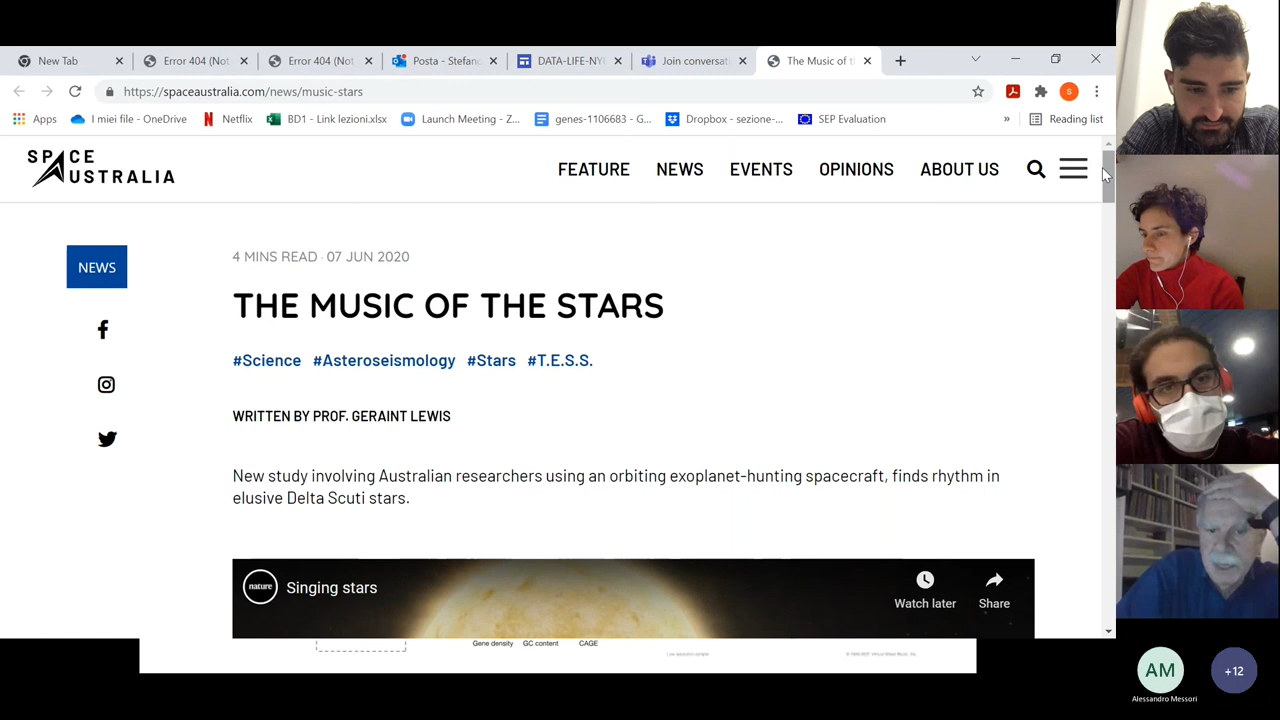 New Tab
Error 404 (Not
Error 404 (Not
Posta - Stefano
DATA-LIFE-NY
Join conversat
The Music of t
https://spaceaustralia.com/news/music-stars
S
Apps
I miei file - OneDrive
Netflix
BD1 - Link lezioni.xlsx
Launch Meeting - Z...
genes-1106683 - G...
Dropbox - sezione-...
SEP Evaluation
»
Reading list
SPACE
AUSTRALIA
FEATURE
NEWS
EVENTS
OPINIONS
ABOUT US
NEWS
4 MINS READ · 07 JUN 2020
THE MUSIC OF THE STARS
#Science #Asteroseismology #Stars #T.E.S.S.
WRITTEN BY PROF. GERAINT LEWIS
New study involving Australian researchers using an orbiting exoplanet-hunting spacecraft, finds rhythm in
elusive Delta Scuti stars.
nature
Singing stars
Watch later
Share
Gene density
GC content
CAGE
AM
Alessandro Messori
+12